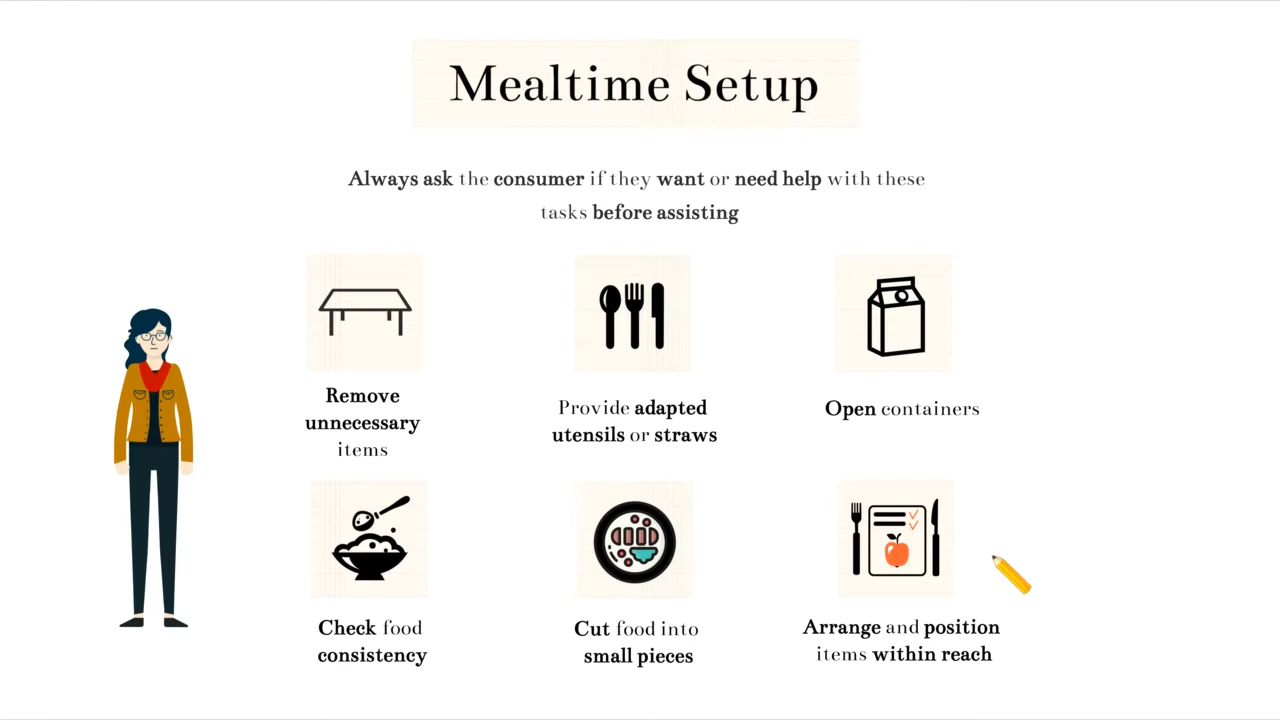 Mealtime Setup
Always ask the consumer if they want or need help with these
tasks before assisting
Remove
unnecessary
items
Provide adapted
utensils or straws
Open containers
Check food
consistency
Cut food into
small pieces
Arrange and position
items within reach